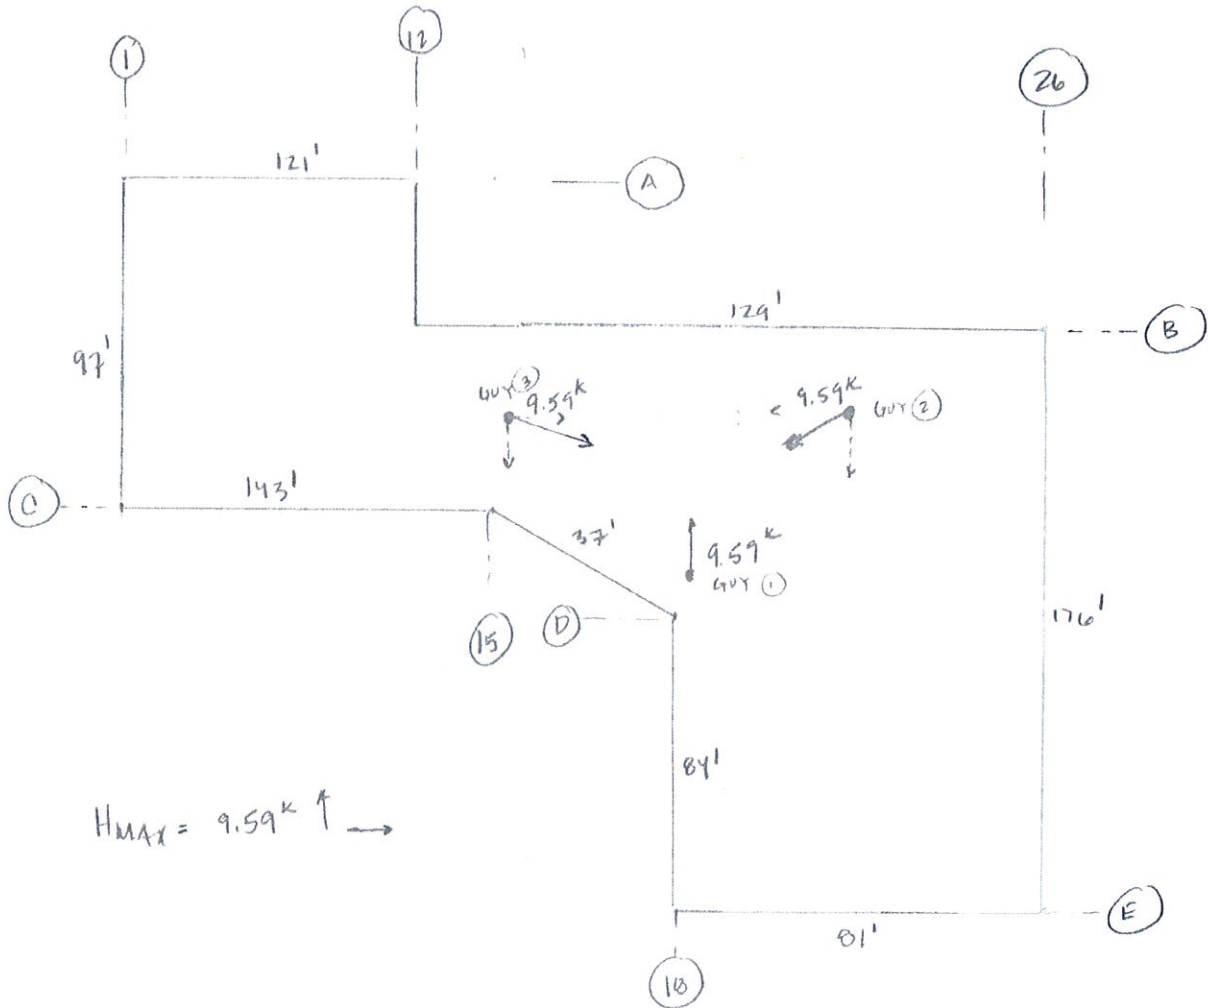 1
12
26
121'
A
129'
B
97'
GUY 3
9.59k
9.59k
GUY 2
C
143'
37'
9.59k
GUY 1
15
D
176'
84'
HMAX = 9.59k ↑ →
E
81'
18